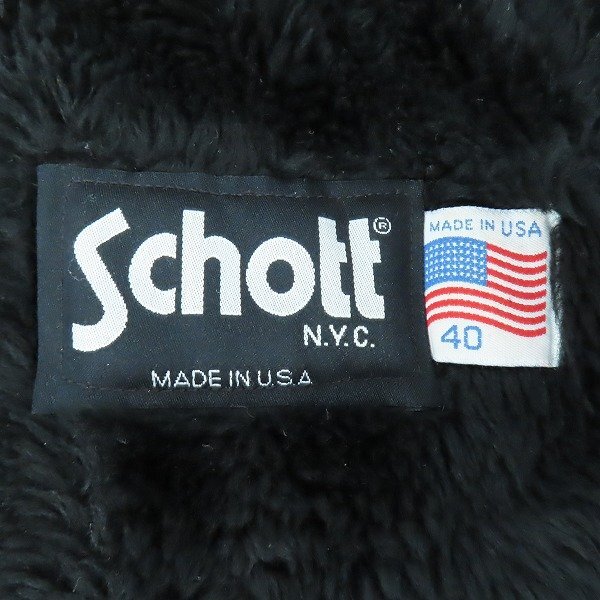 Schott®
N.Y.C.
MADE IN U.S.A
MADE IN USA
40